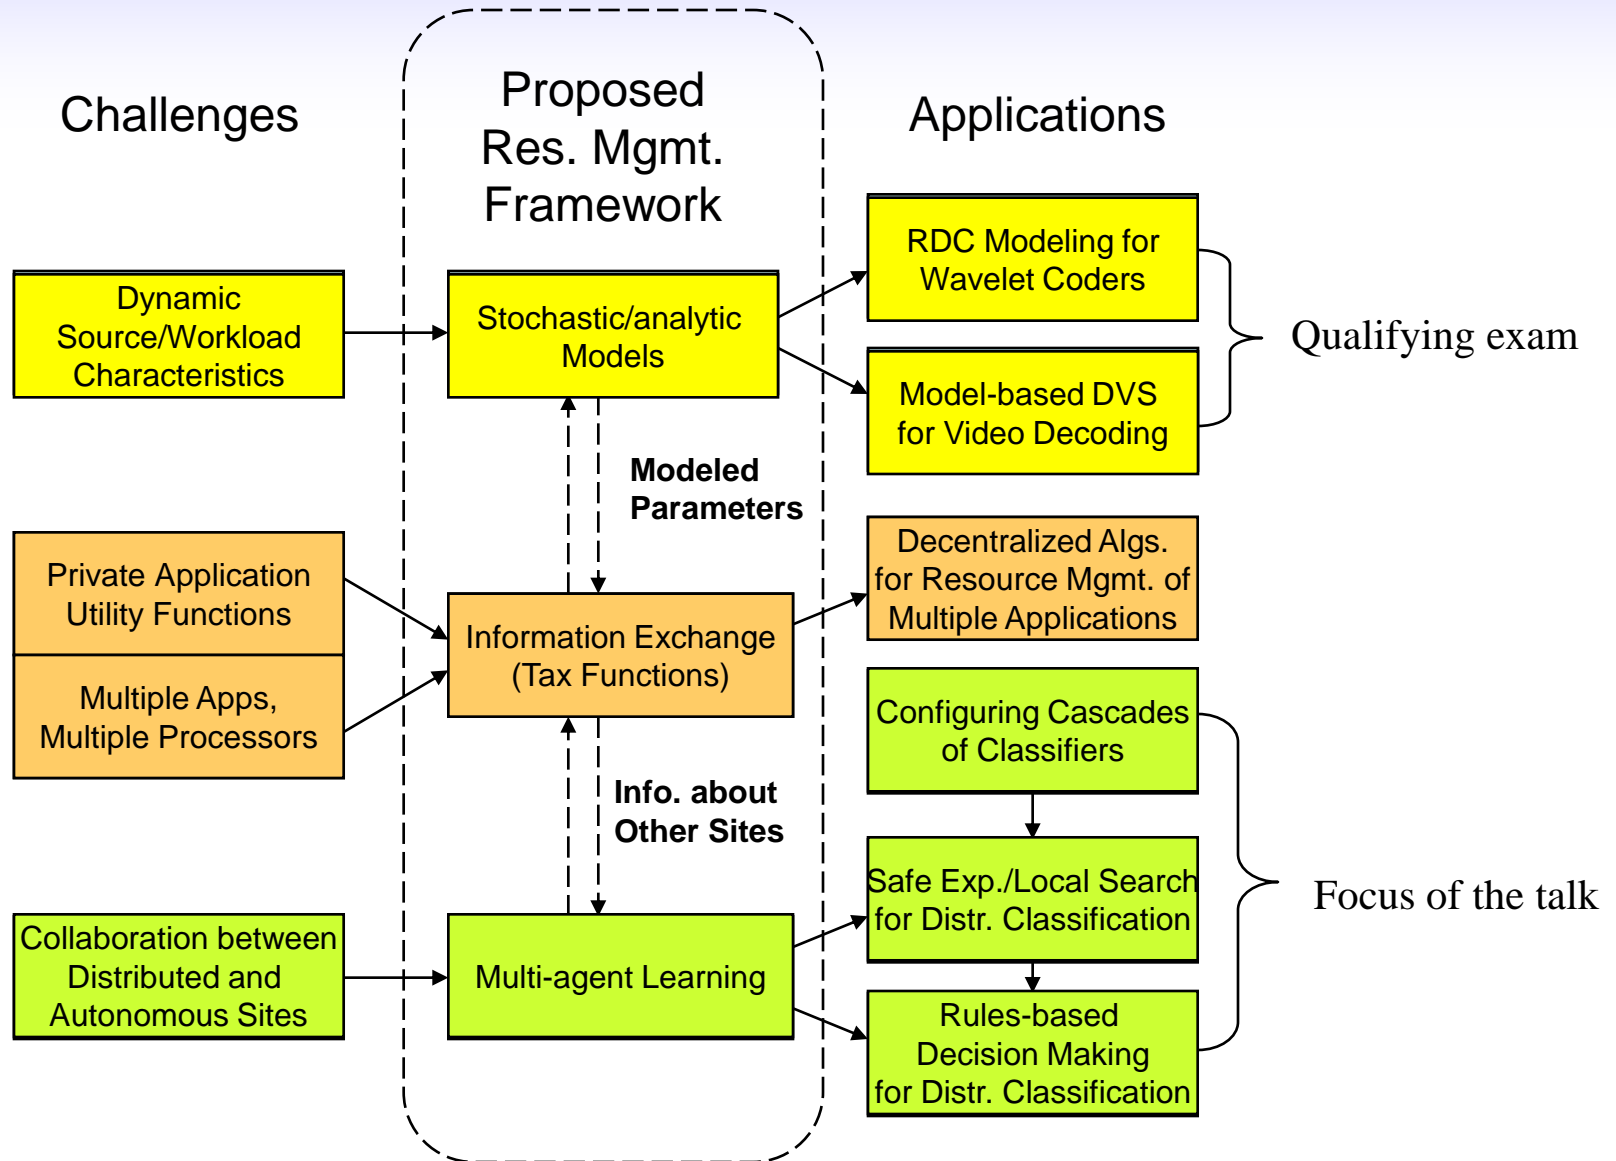 Challenges
Proposed
Res. Mgmt.
Framework
Applications
Dynamic
Source/Workload
Characteristics
Stochastic/analytic
Models
RDC Modeling for
Wavelet Coders
Model-based DVS
for Video Decoding
Qualifying exam
Modeled
Parameters
Private Application
Utility Functions
Multiple Apps,
Multiple Processors
Information Exchange
(Tax Functions)
Decentralized Algs.
for Resource Mgmt. of
Multiple Applications
Info. about
Other Sites
Configuring Cascades
of Classifiers
Safe Exp./Local Search
for Distr. Classification
Rules-based
Decision Making
for Distr. Classification
Focus of the talk
Collaboration between
Distributed and
Autonomous Sites
Multi-agent Learning